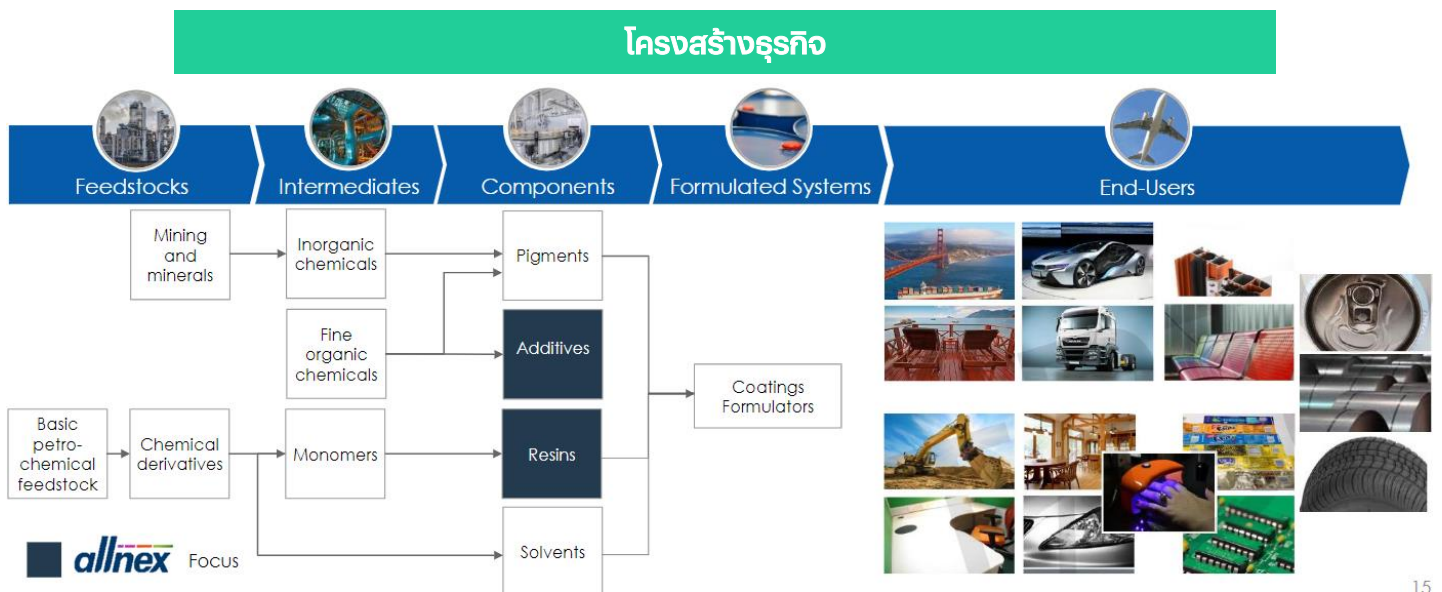 โครงสร้างธุรกิจ
Feedstocks
Intermediates
Components
Formulated Systems
End-Users
Mining
and
minerals
Inorganic
chemicals
Pigments
Fine
organic
chemicals
Additives
Coatings
Formulators
Basic
petro-
chemical
feedstock
Chemical
derivatives
Monomers
Resins
Solvents
allnex Focus
15